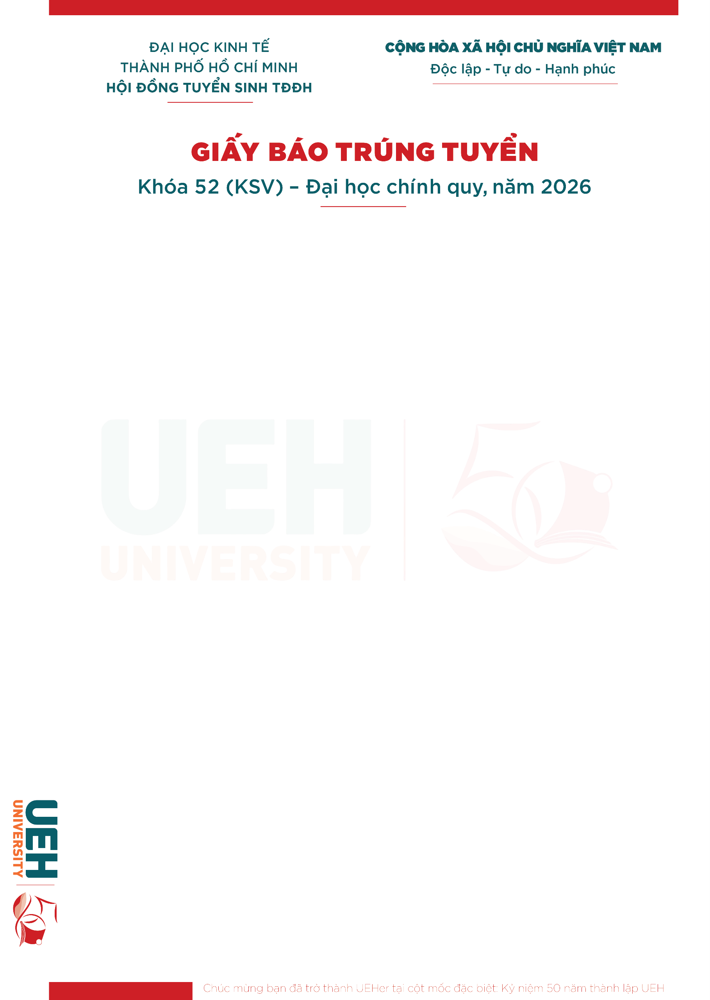 ĐẠI HỌC KINH TẾ
THÀNH PHỐ HỒ CHÍ MINH
HỘI ĐỒNG TUYỂN SINH TĐĐH
CỘNG HÒA XÃ HỘI CHỦ NGHĨA VIỆT NAM
Độc lập - Tự do - Hạnh phúc
GIẤY BÁO TRÚNG TUYỂN
Khóa 52 (KSV) – Đại học chính quy, năm 2026
UEH
UNIVERSITY
50
UEH
UNIVERSITY
50
Chúc mừng bạn đã trở thành UEHer tại cột mốc đặc biệt: Kỷ niệm 50 năm thành lập UEH